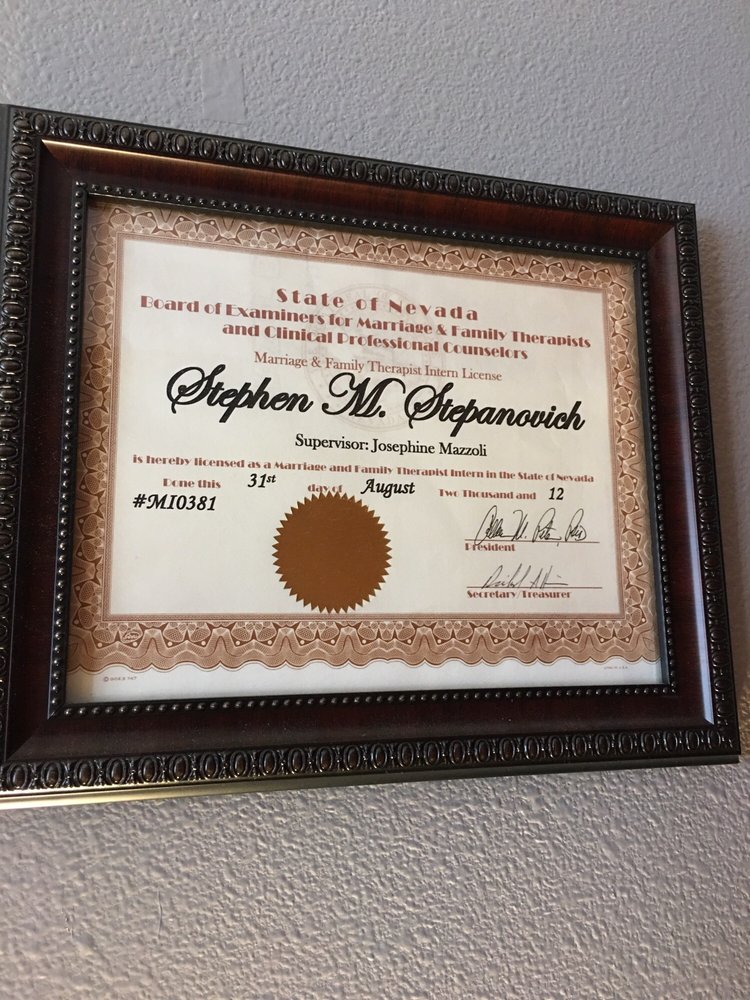 State of Nevada
Board of Examiners for Marriage & Family Therapists
and Clinical Professional Counselors
Marriage & Family Therapist Intern License
Stephen M. Stepanovich
Supervisor: Josephine Mazzoli
is hereby licensed as a Marriage and Family Therapist Intern in the State of Nevada
Done this 31st day of August Two Thousand and 12
#MI0381
President
Secretary/Treasurer